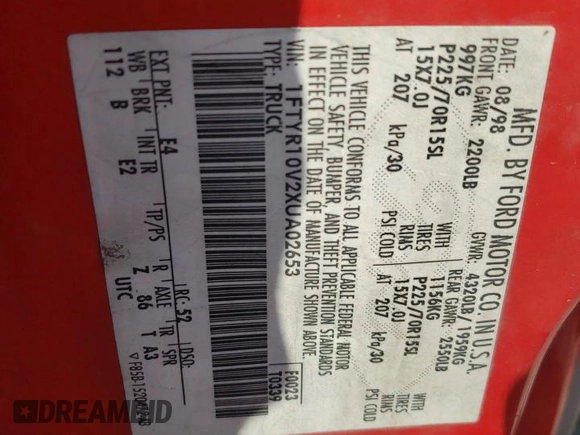 MFD. BY FORD MOTOR CO. IN U.S.A.
DATE: 08/98 GVWR: 4320LB/1959KG
FRONT GAWR: 2200LB REAR GAWR: 2550LB
997KG WITH 1156KG WITH
P225/70R15SL TIRES P225/70R15SL TIRES
15X7.0J RIMS 15X7.0J RIMS
AT 207 kPa/30 PSI COLD AT 207 kPa/30 PSI COLD
THIS VEHICLE CONFORMS TO ALL APPLICABLE FEDERAL MOTOR
VEHICLE SAFETY, BUMPER, AND THEFT PREVENTION STANDARDS
IN EFFECT ON THE DATE OF MANUFACTURE SHOWN ABOVE.
VIN: 1FTYR10V2XUA02653 F0023
TYPE: TRUCK T0339
EXT PNT: E4 RC: 52 DSO:
WB BRK INT TR TP/PS R AXLE TR SPR
112 B E2 Z 86 T A3
UTC
DREAMBID